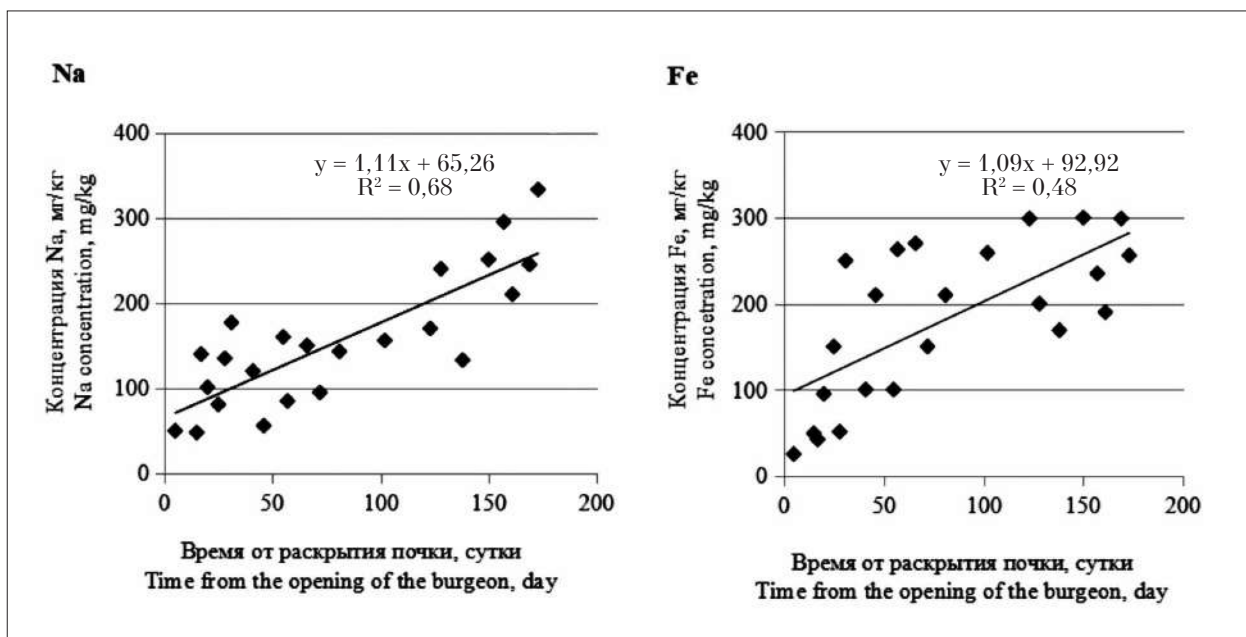 Na
Концентрация Na, мг/кг
Na concentration, mg/kg
400
300
200
100
0
y = 1,11x + 65,26
R² = 0,68
0 50 100 150 200
Время от раскрытия почки, сутки
Time from the opening of the burgeon, day
Fe
Концентрация Fe, мг/кг
Fe concetration, mg/kg
400
300
200
100
0
y = 1,09x + 92,92
R² = 0,48
0 50 100 150 200
Время от раскрытия почки, сутки
Time from the opening of the burgeon, day